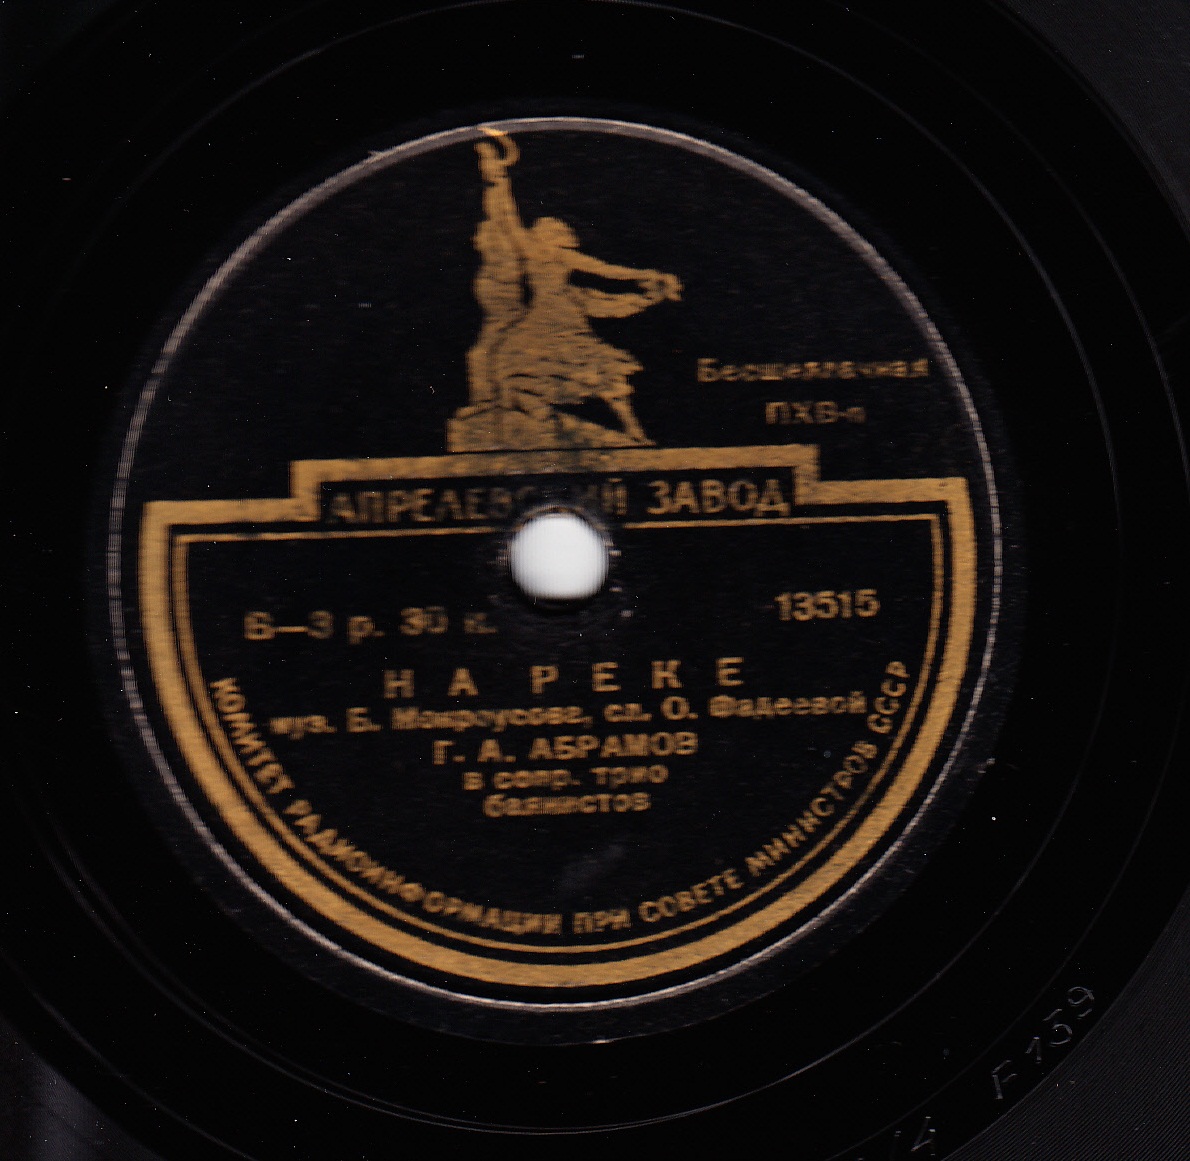 Бесшеллачная
ПХВ-п
АПРЕЛЕВСКИЙ ЗАВОД
В—3 р. 30 к.
13515
НА РЕКЕ
муз. Б. Мокроусова, сл. О. Фадеевой
Г. А. АБРАМОВ
в сопр. трио
баянистов
КОМИТЕТ РАДИОИНФОРМАЦИИ ПРИ СОВЕТЕ МИНИСТРОВ СССР
F 139